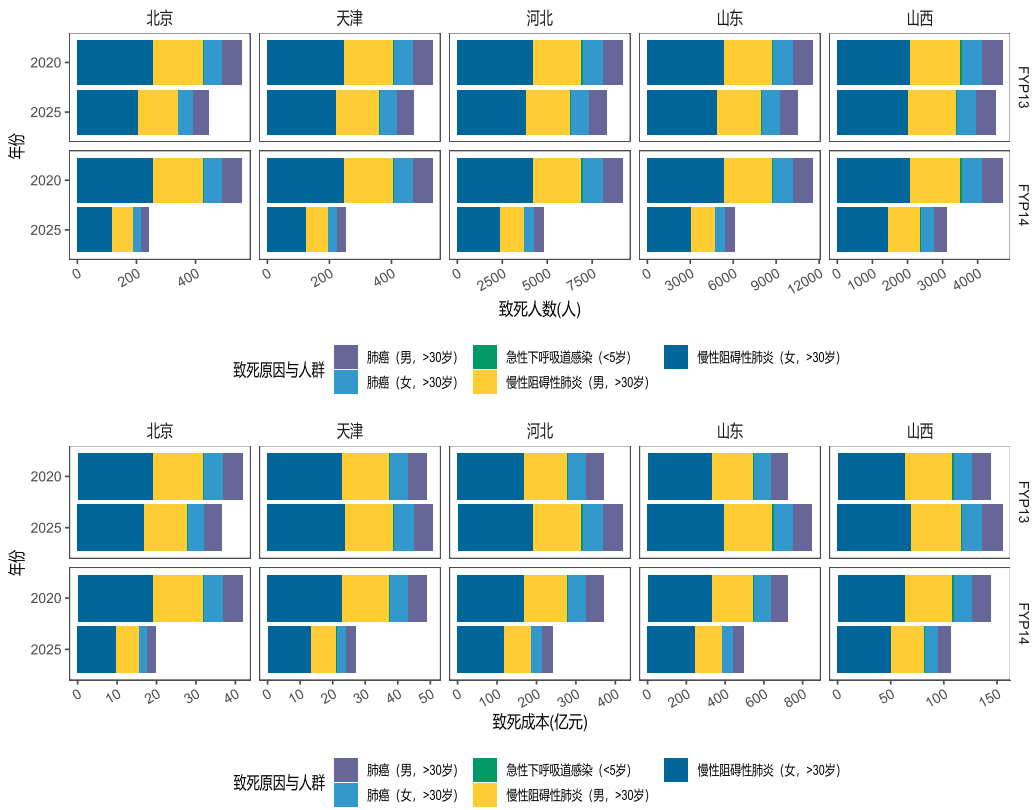 北京 天津 河北 山东 山西
2020
2025
FYP13
年份
2020
2025
FYP14
0 200 400 0 200 400 0 2500 5000 7500 0 3000 6000 9000 12000 0 1000 2000 3000 4000
致死人数(人)
致死原因与人群
肺癌（男，>30岁） 急性下呼吸道感染（<5岁） 慢性阻碍性肺炎（女，>30岁）
肺癌（女，>30岁） 慢性阻碍性肺炎（男，>30岁）
北京 天津 河北 山东 山西
2020
2025
FYP13
年份
2020
2025
FYP14
0 10 20 30 40 0 10 20 30 40 50 0 100 200 300 400 0 200 400 600 800 0 50 100 150
致死成本(亿元)
致死原因与人群
肺癌（男，>30岁） 急性下呼吸道感染（<5岁） 慢性阻碍性肺炎（女，>30岁）
肺癌（女，>30岁） 慢性阻碍性肺炎（男，>30岁）